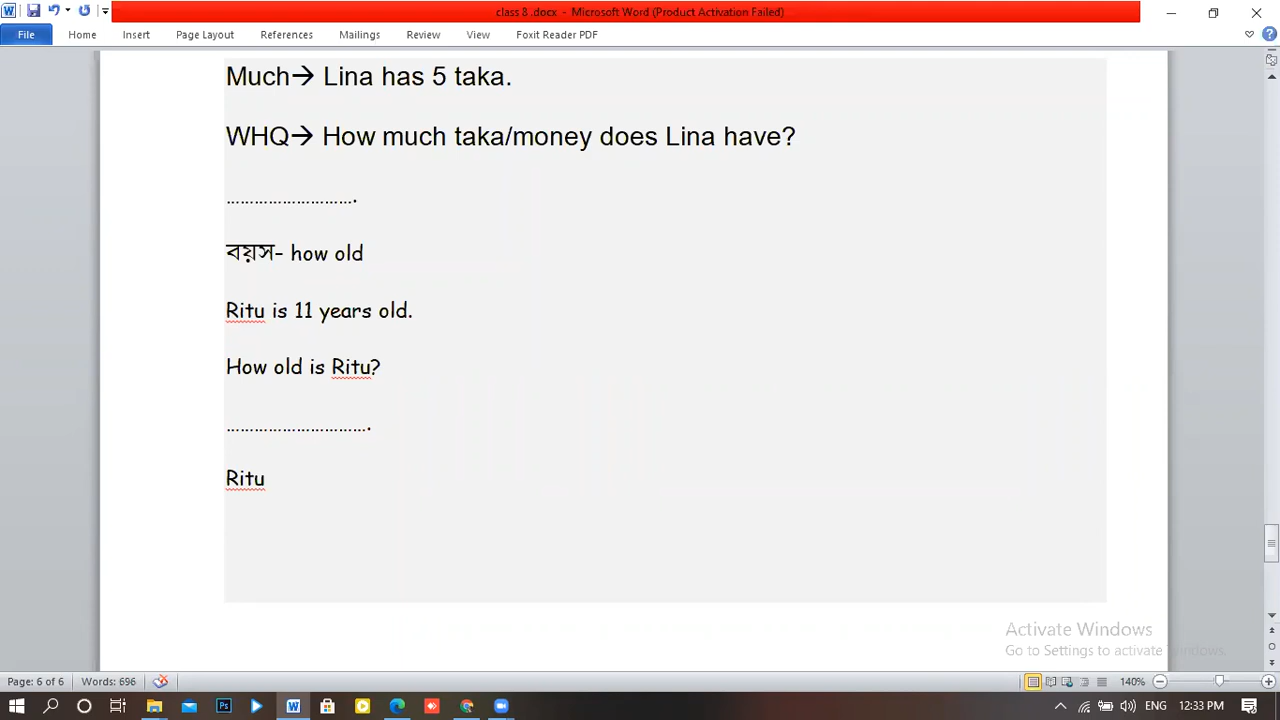 class 8 .docx - Microsoft Word (Product Activation Failed)
File Home Insert Page Layout References Mailings Review View Foxit Reader PDF
Much→ Lina has 5 taka.
WHQ→ How much taka/money does Lina have?
……………………….
বয়স- how old
Ritu is 11 years old.
How old is Ritu?
………………………….
Ritu
Activate Windows
Go to Settings to activate Windows.
Page: 6 of 6 Words: 696 140%
12:33 PM